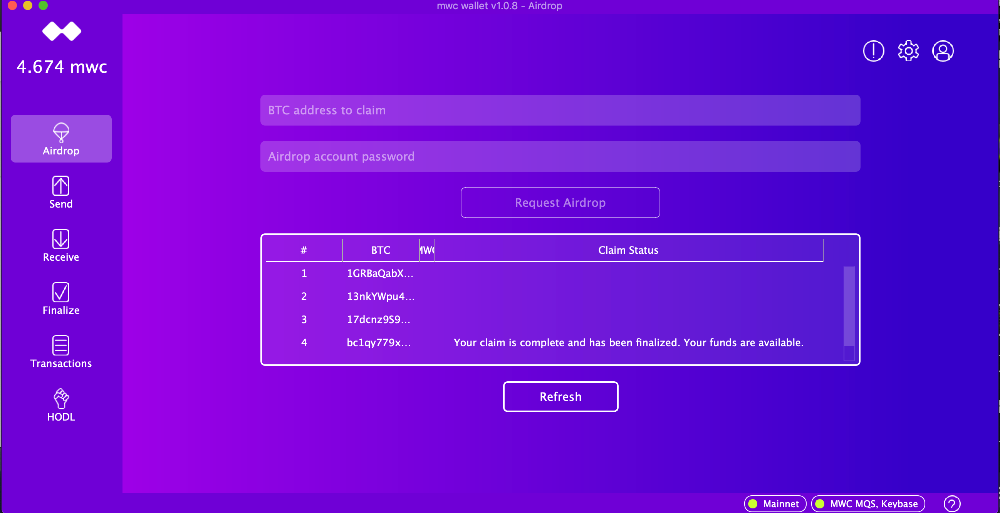 mwc wallet v1.0.8 - Airdrop
4.674 mwc
Airdrop
Send
Receive
Finalize
Transactions
HODL
BTC address to claim
Airdrop account password
Request Airdrop
# BTC MWC Claim Status
1 1GRBaQabX...
2 13nkYWpu4...
3 17dcnz9S9...
4 bc1qy779x... Your claim is complete and has been finalized. Your funds are available.
Refresh
Mainnet MWC MQS, Keybase ?